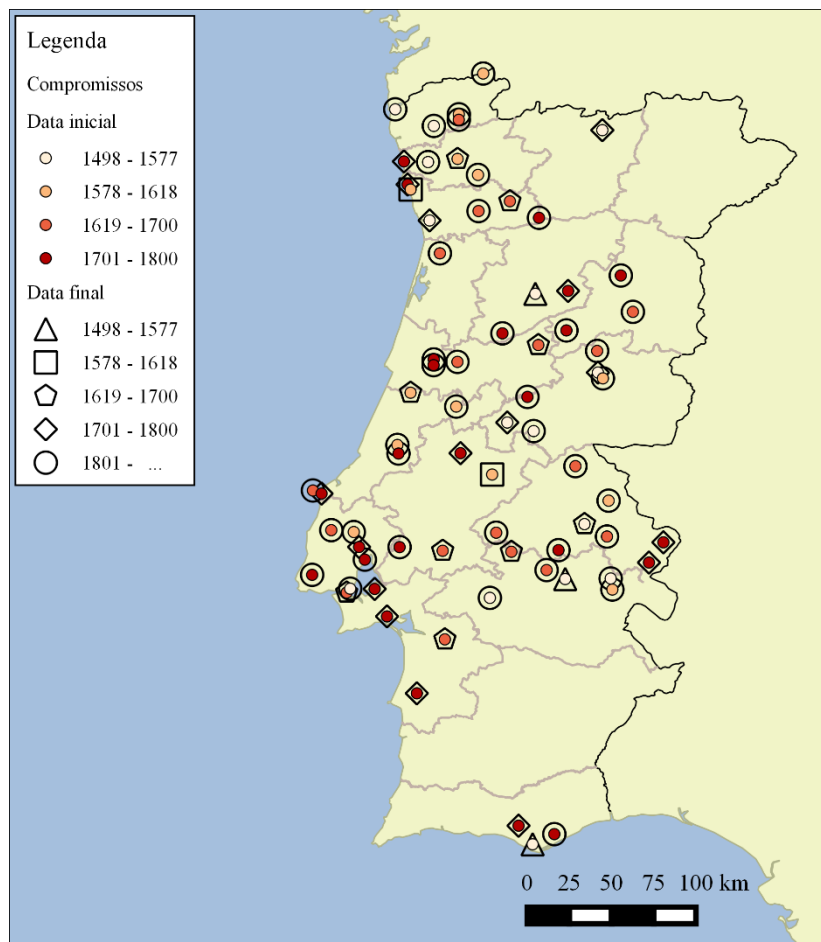 Legenda
Compromissos
Data inicial
1498 - 1577
1578 - 1618
1619 - 1700
1701 - 1800
Data final
1498 - 1577
1578 - 1618
1619 - 1700
1701 - 1800
1801 - ...
0 25 50 75 100 km